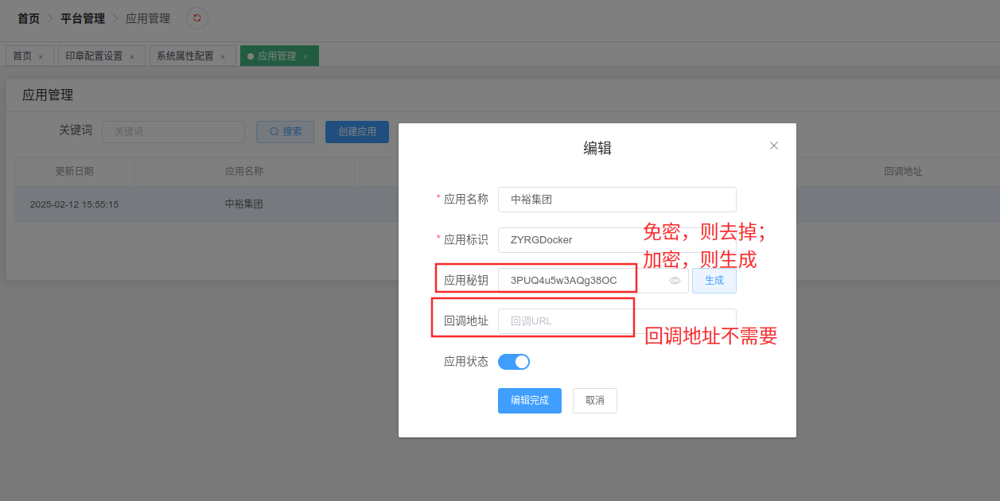 首页 > 平台管理 > 应用管理
首页 × 印章配置设置 × 系统属性配置 × 应用管理 ×
应用管理
关键词 关键词 搜索 创建应用
更新日期 应用名称 回调地址
2025-02-12 15:55:15 中裕集团
编辑
* 应用名称 中裕集团
* 应用标识 ZYRGDocker
免密，则去掉；
加密，则生成
应用秘钥 3PUQ4u5w3AQg38OC 生成
回调地址 回调URL
回调地址不需要
应用状态
编辑完成 取消